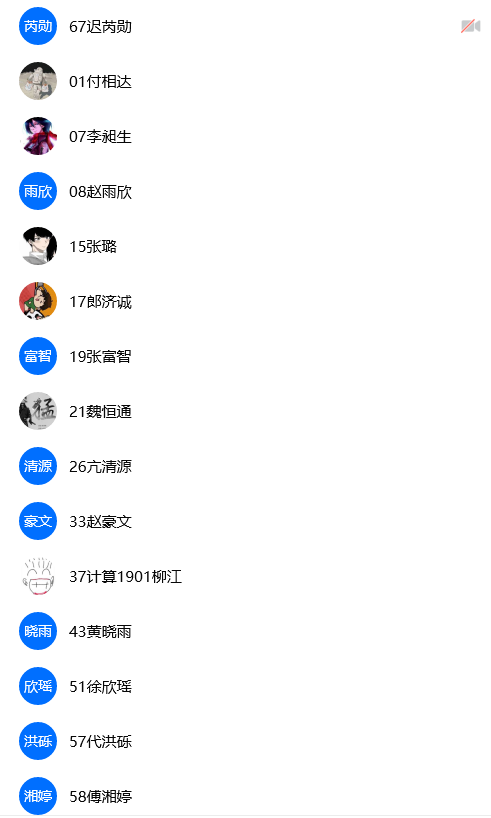 芮勋 67迟芮勋
01付相达
07李昶生
雨欣 08赵雨欣
15张璐
17郎济诚
富智 19张富智
猛 21魏恒通
清源 26亢清源
豪文 33赵豪文
37计算1901柳江
晓雨 43黄晓雨
欣瑶 51徐欣瑶
洪砾 57代洪砾
湘婷 58傅湘婷